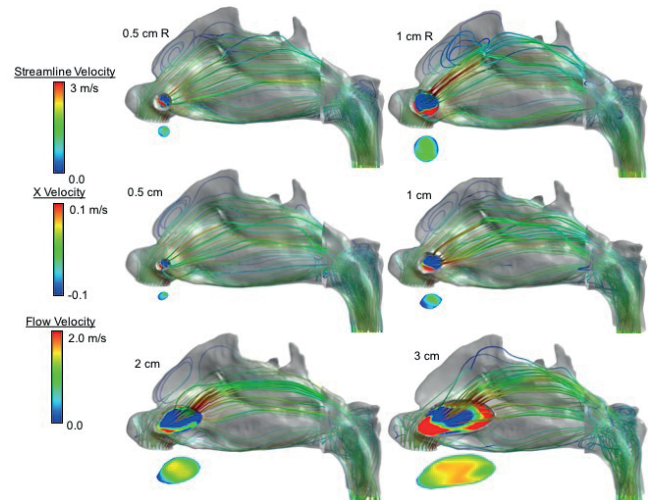 0.5 cm R
1 cm R
Streamline Velocity
3 m/s
0.0
X Velocity
0.1 m/s
-0.1
0.5 cm
1 cm
Flow Velocity
2.0 m/s
0.0
2 cm
3 cm